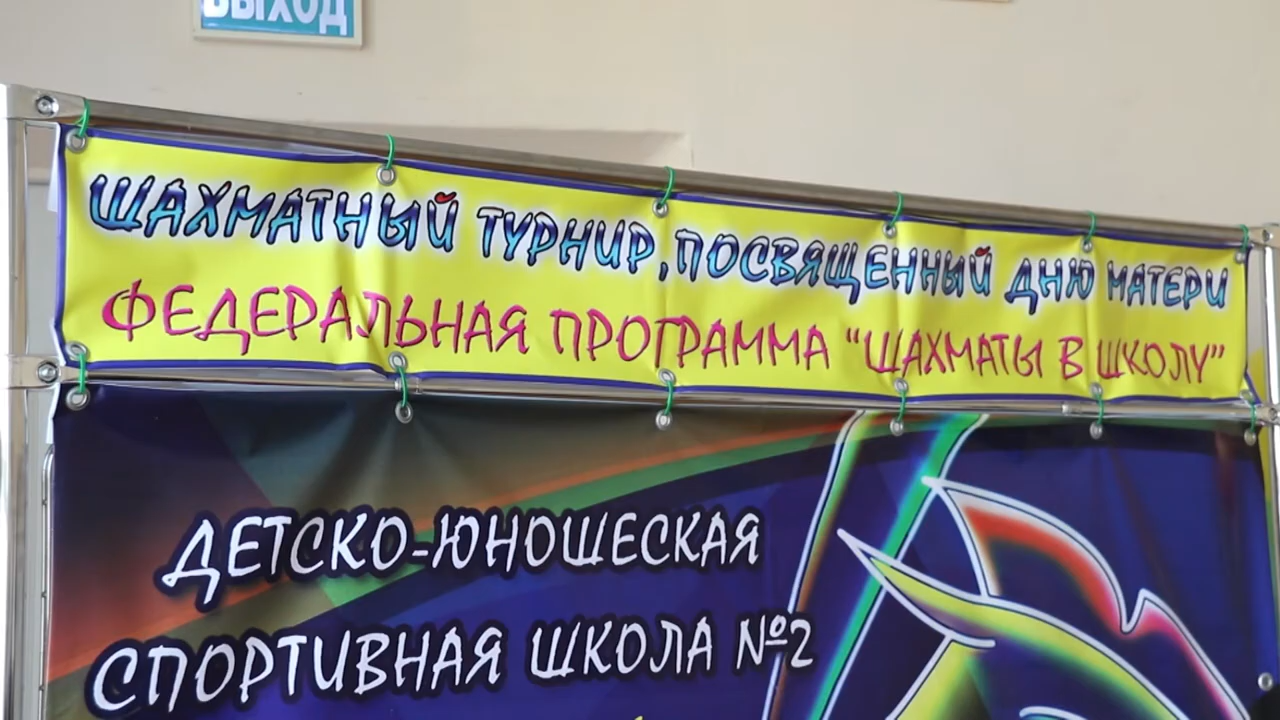 ВЫХОД
ШАХМАТНЫЙ ТУРНИР, ПОСВЯЩЕННЫЙ ДНЮ МАТЕРИ
ФЕДЕРАЛЬНАЯ ПРОГРАММА "ШАХМАТЫ В ШКОЛУ"
ДЕТСКО-ЮНОШЕСКАЯ
СПОРТИВНАЯ ШКОЛА №2